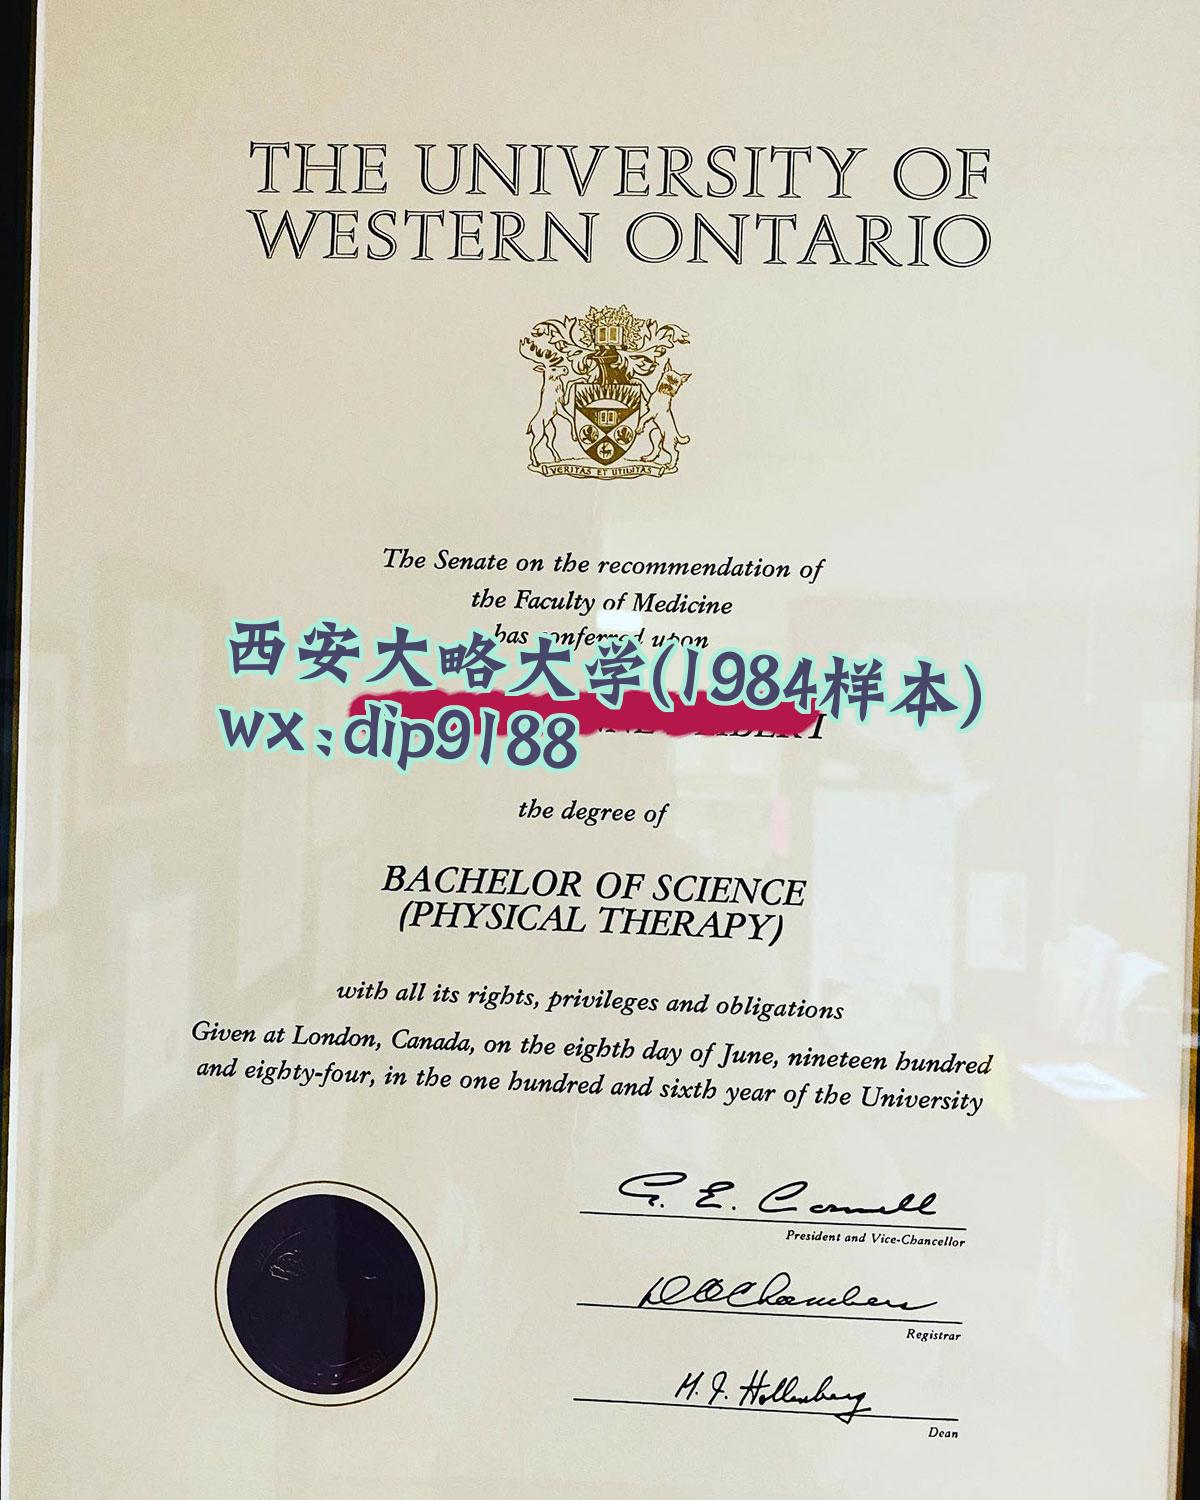 THE UNIVERSITY OF
WESTERN ONTARIO
VERITAS ET UTILITAS
The Senate on the recommendation of
the Faculty of Medicine
has conferred upon
西安大略大学(1984样本)
wx:dip9188
the degree of
BACHELOR OF SCIENCE
(PHYSICAL THERAPY)
with all its rights, privileges and obligations
Given at London, Canada, on the eighth day of June, nineteen hundred
and eighty-four, in the one hundred and sixth year of the University
President and Vice-Chancellor
Registrar
Dean